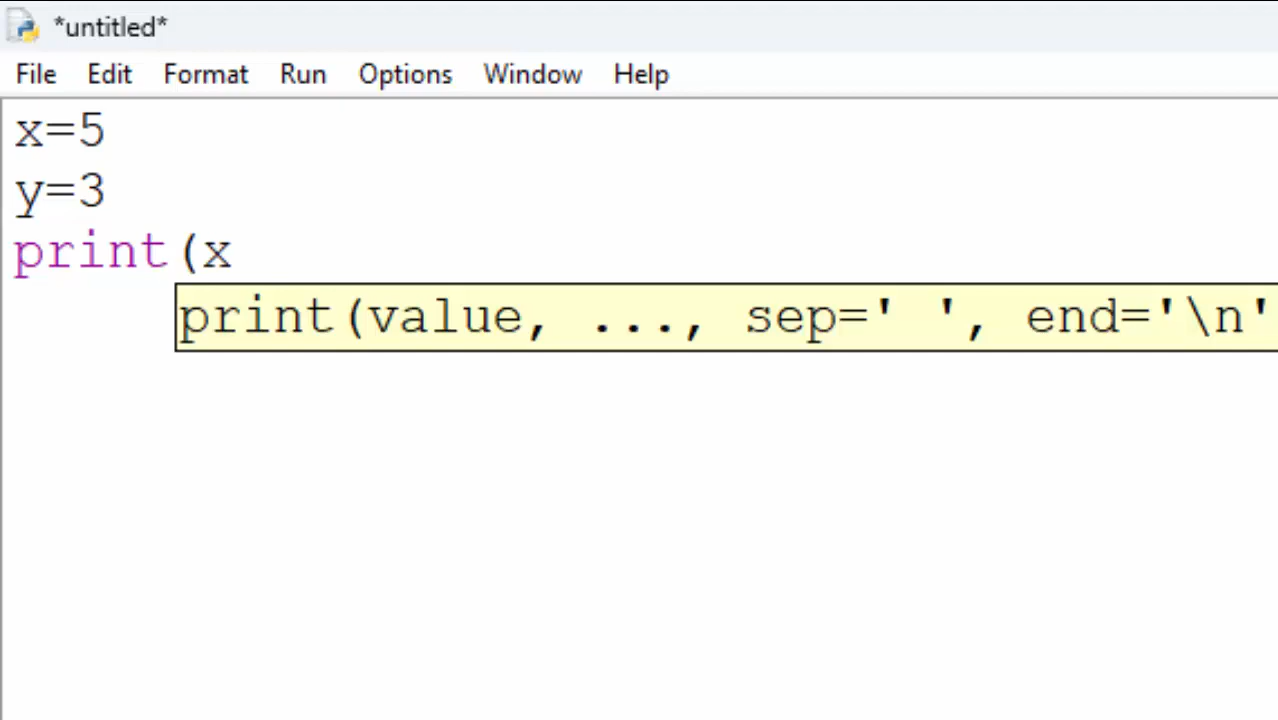 *untitled*
File Edit Format Run Options Window Help
x=5
y=3
print(x
print(value, ..., sep=' ', end='\n'